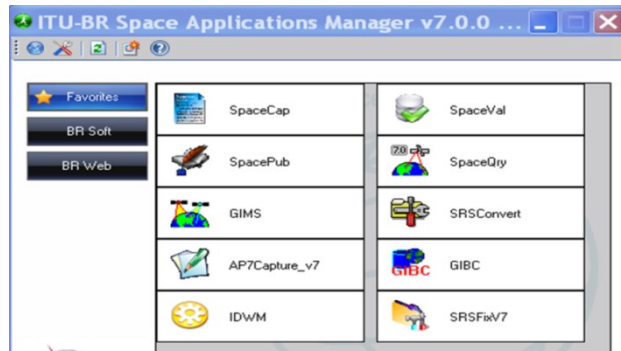 ITU-BR Space Applications Manager v7.0.0 ...
Favorites
BR Soft
BR Web
SpaceCap
SpaceVal
SpacePub
7.0
SpaceQry
GIMS
SRSConvert
AP7Capture_v7
GIBC
GIBC
IDWM
SRSFixV7